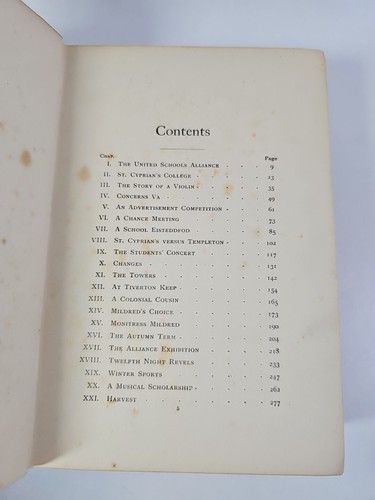 Contents
Chap. Page
I. The United Schools Alliance - - - 9
II. St. Cyprian's College - - - - 23
III. The Story of a Violin - - - - 35
IV. Concerns Va - - - - - - 49
V. An Advertisement Competition - - - 61
VI. A Chance Meeting - - - - - 73
VII. A School Eisteddfod - - - - 85
VIII. St. Cyprian's versus Templeton - - 102
IX. The Students' Concert - - - - 117
X. Changes - - - - - - - 131
XI. The Towers - - - - - - 142
XII. At Tiverton Keep - - - - - 154
XIII. A Colonial Cousin - - - - - 165
XIV. Mildred's Choice - - - - - 173
XV. Monitress Mildred - - - - - 190
XVI. The Autumn Term - - - - - 204
XVII. The Alliance Exhibition - - - - 218
XVIII. Twelfth Night Revels - - - - 233
XIX. Winter Sports - - - - - - 247
XX. A Musical Scholarship - - - - 262
XXI. Harvest - - - - - - - 277
5